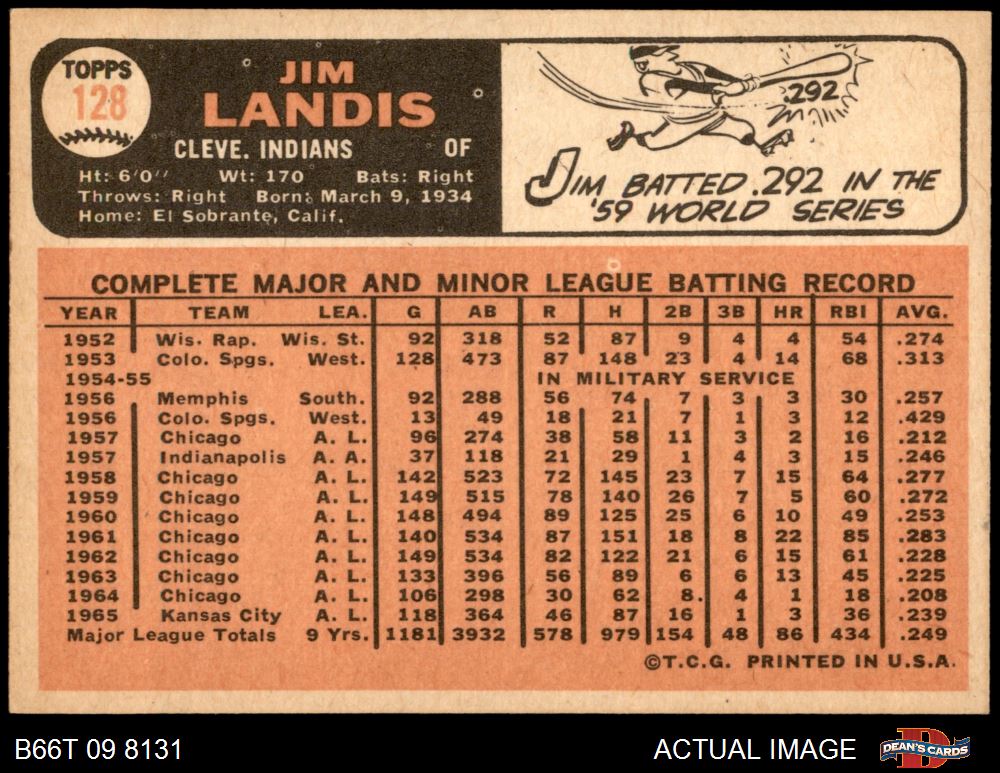 TOPPS
128
JIM
LANDIS
CLEVE. INDIANS OF
Ht: 6'0" Wt: 170 Bats: Right
Throws: Right Born: March 9, 1934
Home: El Sobrante, Calif.
.292
JIM BATTED .292 IN THE
'59 WORLD SERIES
COMPLETE MAJOR AND MINOR LEAGUE BATTING RECORD
YEAR TEAM LEA. G AB R H 2B 3B HR RBI AVG.
1952 Wis. Rap. Wis. St. 92 318 52 87 9 4 4 54 .274
1953 Colo. Spgs. West. 128 473 87 148 23 4 14 68 .313
1954-55 IN MILITARY SERVICE
1956 Memphis South. 92 288 56 74 7 3 3 30 .257
1956 Colo. Spgs. West. 13 49 18 21 7 1 3 12 .429
1957 Chicago A. L. 96 274 38 58 11 3 2 16 .212
1957 Indianapolis A. A. 37 118 21 29 1 4 3 15 .246
1958 Chicago A. L. 142 523 72 145 23 7 15 64 .277
1959 Chicago A. L. 149 515 78 140 26 7 5 60 .272
1960 Chicago A. L. 148 494 89 125 25 6 10 49 .253
1961 Chicago A. L. 140 534 87 151 18 8 22 85 .283
1962 Chicago A. L. 149 534 82 122 21 6 15 61 .228
1963 Chicago A. L. 133 396 56 89 6 6 13 45 .225
1964 Chicago A. L. 106 298 30 62 8 4 1 18 .208
1965 Kansas City A. L. 118 364 46 87 16 1 3 36 .239
Major League Totals 9 Yrs. 1181 3932 578 979 154 48 86 434 .249
©T.C.G. PRINTED IN U.S.A.
B66T 09 8131 ACTUAL IMAGE DEAN'S CARDS